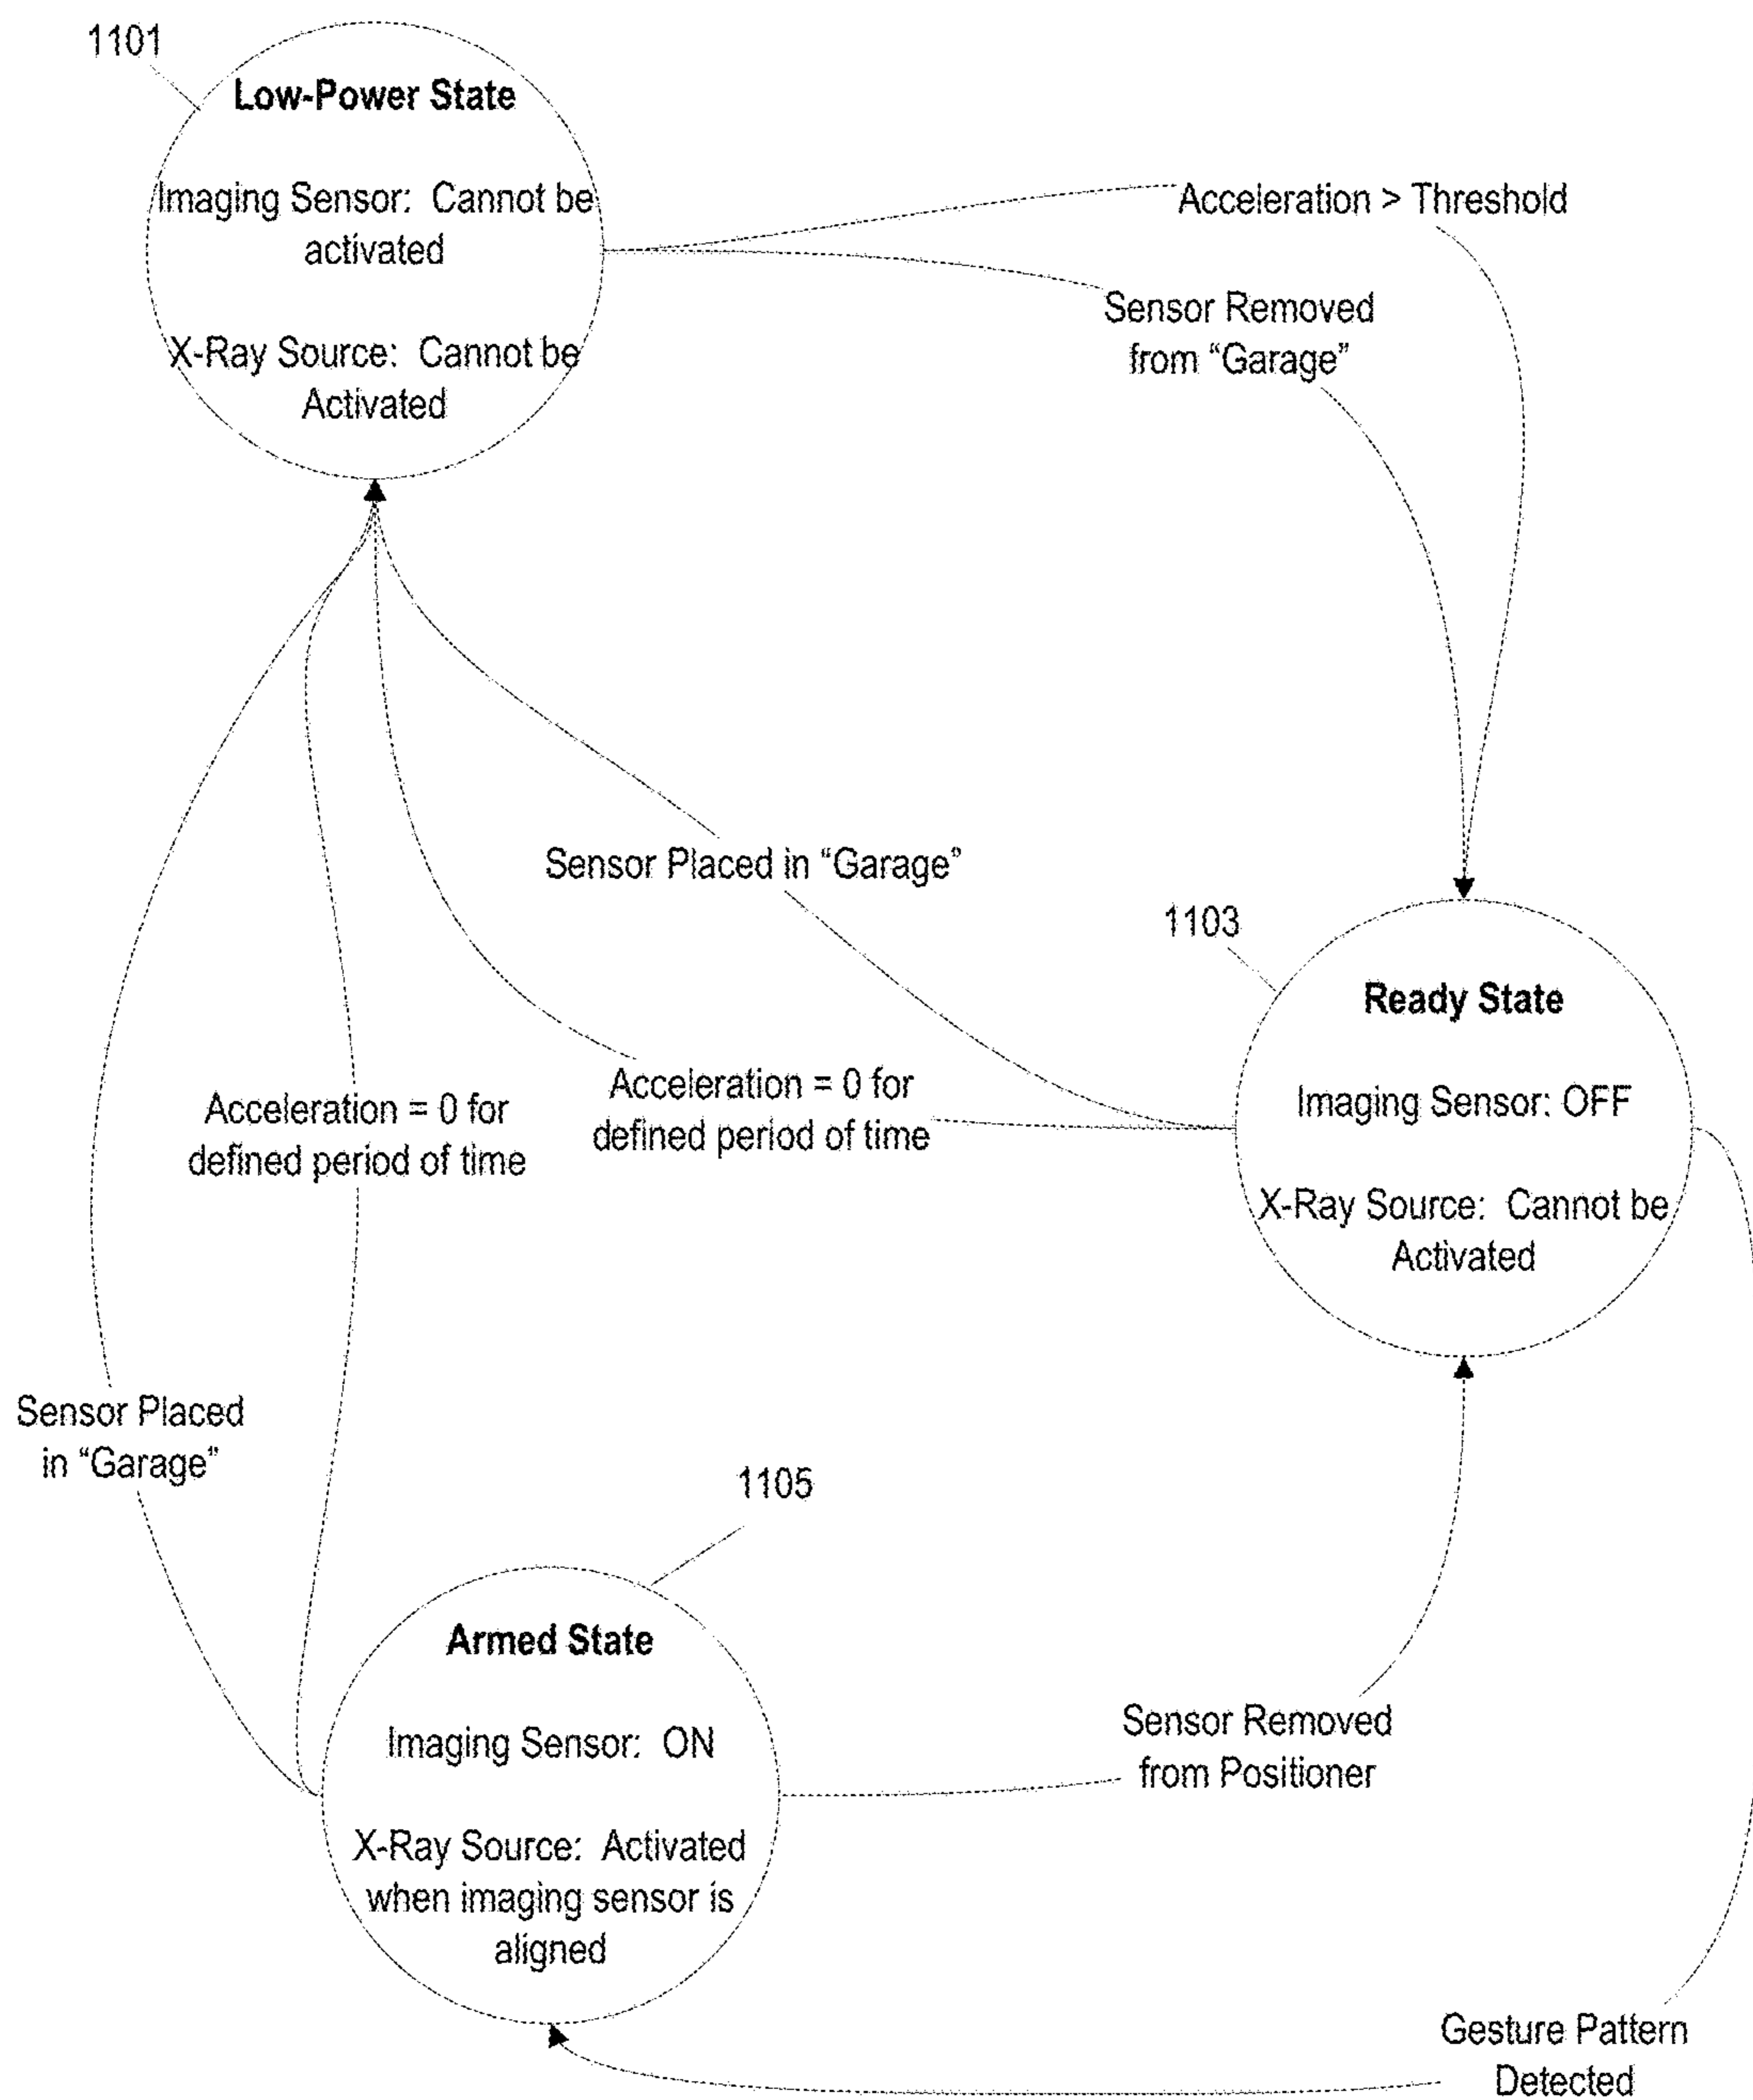 1101
Low-Power State
Imaging Sensor: Cannot be
activated
X-Ray Source: Cannot be
Activated
Acceleration > Threshold
Sensor Removed
from “Garage”
Sensor Placed in “Garage”
1103
Ready State
Imaging Sensor: OFF
X-Ray Source: Cannot be
Activated
Acceleration = 0 for
defined period of time
Acceleration = 0 for
defined period of time
Sensor Placed
in “Garage”
1105
Armed State
Imaging Sensor: ON
X-Ray Source: Activated
when imaging sensor is
aligned
Sensor Removed
from Positioner
Gesture Pattern
Detected